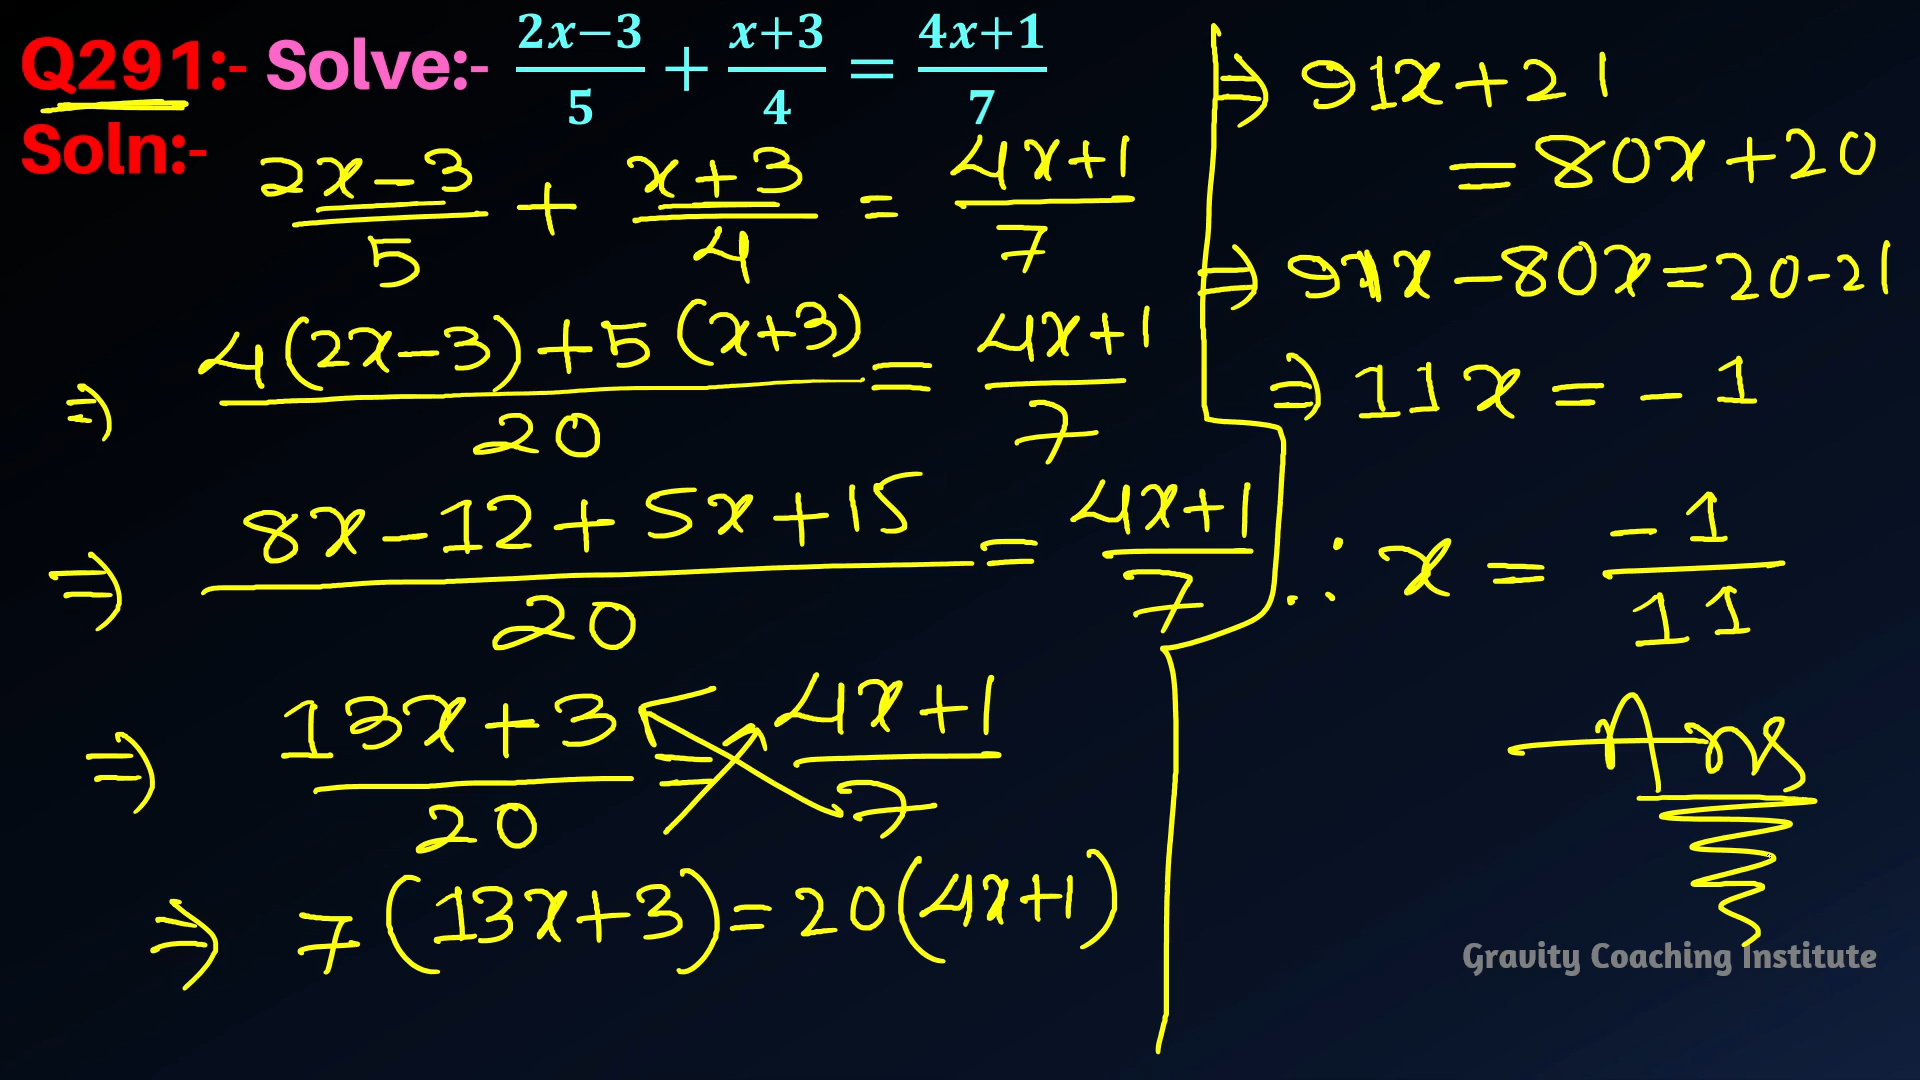 Q291:- Solve:- (2x−3)/5 + (x+3)/4 = (4x+1)/7
Soln:-
(2x−3)/5 + (x+3)/4 = (4x+1)/7
⇒ (4(2x−3)+5(x+3))/20 = (4x+1)/7
⇒ (8x−12+5x+15)/20 = (4x+1)/7
⇒ (13x+3)/20 = (4x+1)/7
⇒ 7(13x+3)=20(4x+1)
⇒ 91x+21
=80x+20
⇒ 91x−80x=20-21
⇒ 11x = -1
∴ x = -1/11
Ans
Gravity Coaching Institute